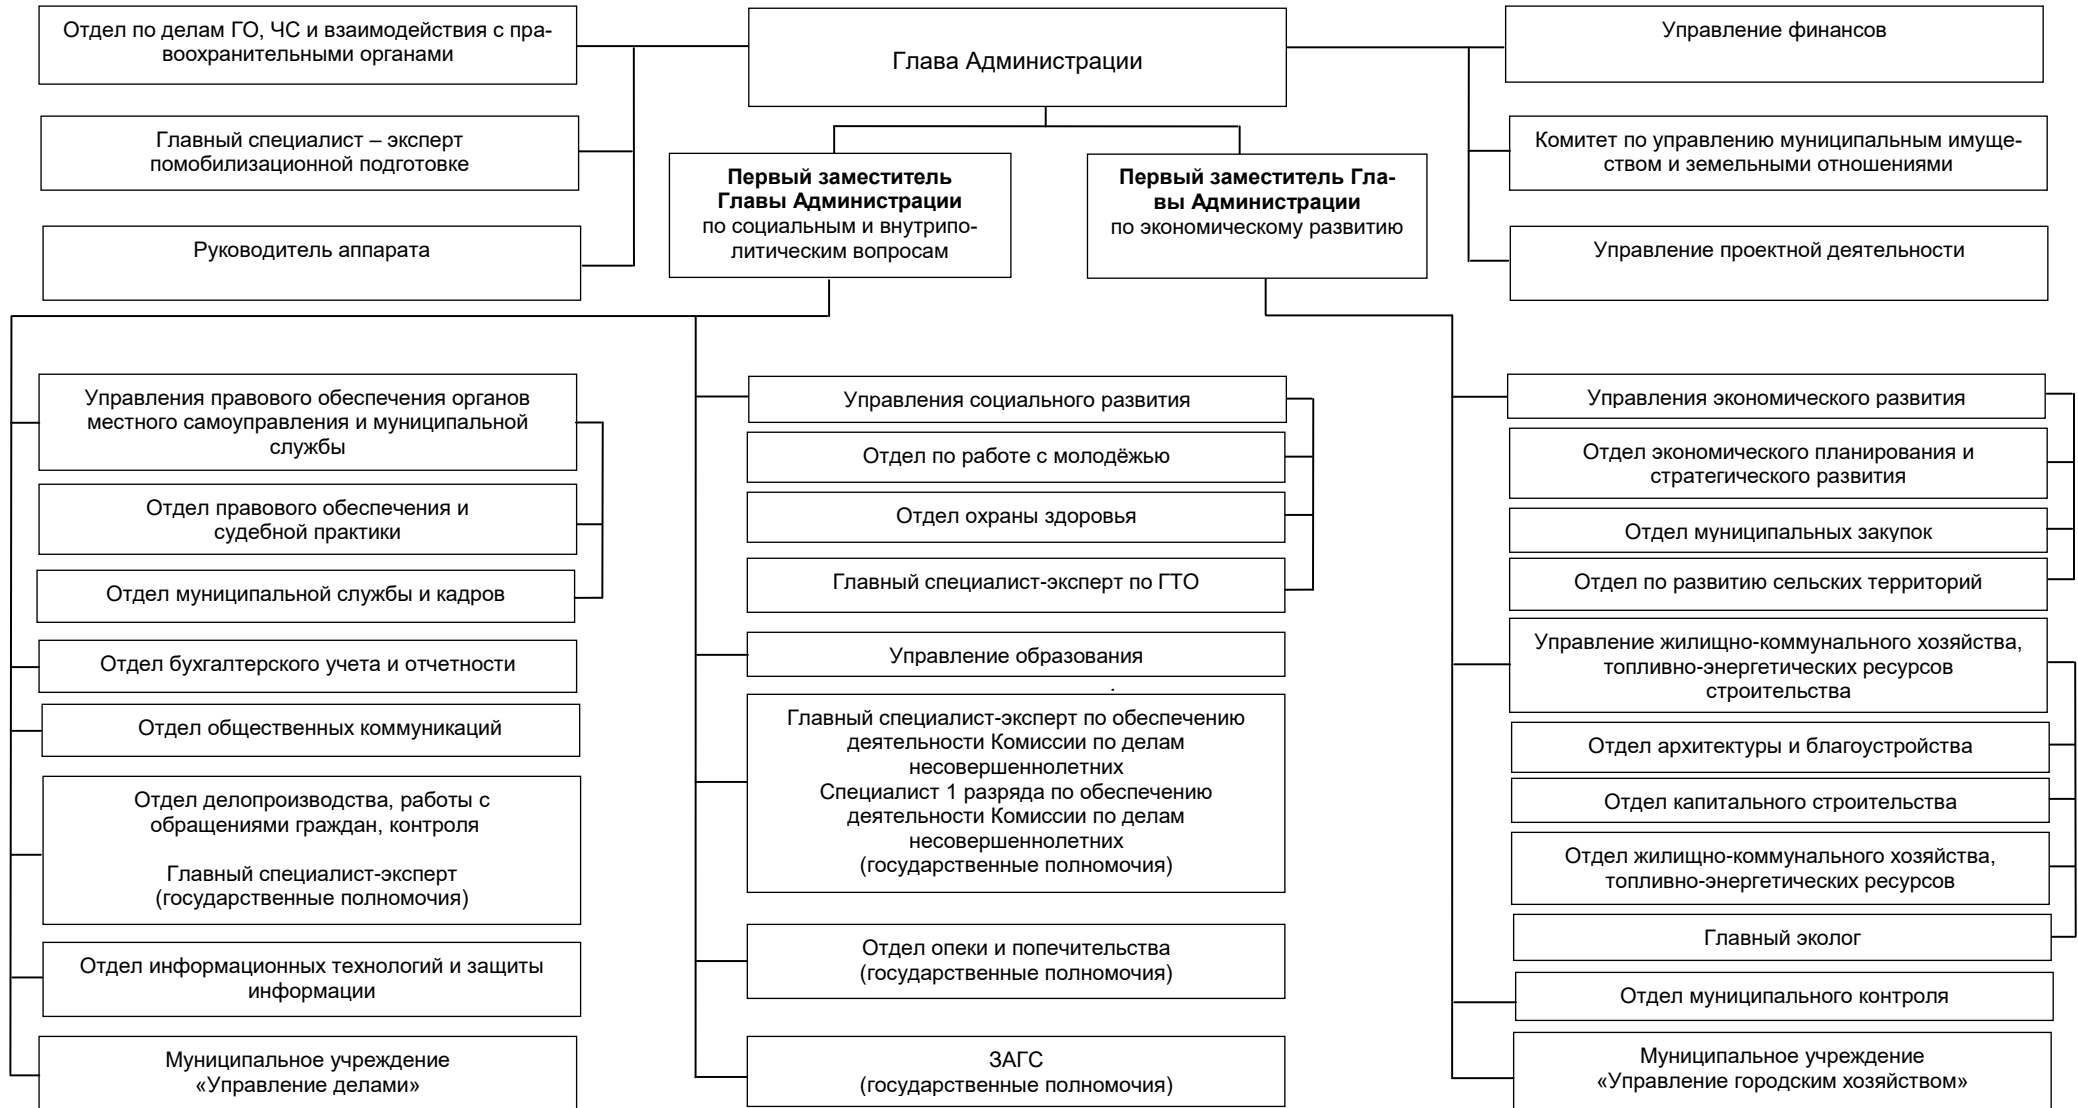 Отдел по делам ГО, ЧС и взаимодействия с пра-
воохранительными органами
Глава Администрации
Управление финансов
Главный специалист – эксперт
помобилизационной подготовке
Комитет по управлению муниципальным имуще-
ством и земельными отношениями
Первый заместитель
Главы Администрации
по социальным и внутрипо-
литическим вопросам
Первый заместитель Гла-
вы Администрации
по экономическому развитию
Руководитель аппарата
Управление проектной деятельности
Управления правового обеспечения органов
местного самоуправления и муниципальной
службы
Отдел правового обеспечения и
судебной практики
Отдел муниципальной службы и кадров
Отдел бухгалтерского учета и отчетности
Отдел общественных коммуникаций
Отдел делопроизводства, работы с
обращениями граждан, контроля
Главный специалист-эксперт
(государственные полномочия)
Отдел информационных технологий и защиты
информации
Муниципальное учреждение
«Управление делами»
Управления социального развития
Отдел по работе с молодёжью
Отдел охраны здоровья
Главный специалист-эксперт по ГТО
Управление образования
.
Главный специалист-эксперт по обеспечению
деятельности Комиссии по делам
несовершеннолетних
Специалист 1 разряда по обеспечению
деятельности Комиссии по делам
несовершеннолетних
(государственные полномочия)
Отдел опеки и попечительства
(государственные полномочия)
ЗАГС
(государственные полномочия)
Управления экономического развития
Отдел экономического планирования и
стратегического развития
Отдел муниципальных закупок
Отдел по развитию сельских территорий
Управление жилищно-коммунального хозяйства,
топливно-энергетических ресурсов
строительства
Отдел архитектуры и благоустройства
Отдел капитального строительства
Отдел жилищно-коммунального хозяйства,
топливно-энергетических ресурсов
Главный эколог
Отдел муниципального контроля
Муниципальное учреждение
«Управление городским хозяйством»